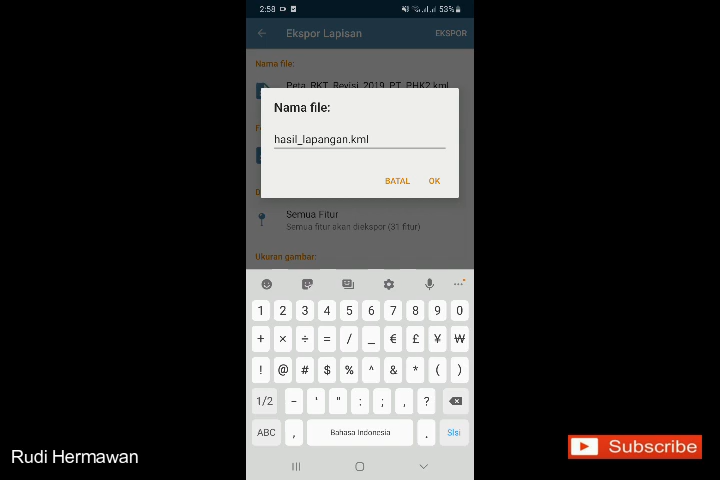 2:58
53%
Ekspor Lapisan
EKSPOR
Nama file:
Peta_RKT_Revisi_2019_PT_PHK2.kml
Nama file:
hasil_lapangan.kml
BATAL
OK
Semua Fitur
Semua fitur akan diekspor (31 fitur)
Ukuran gambar:
1 2 3 4 5 6 7 8 9 0
+ × ÷ = / _ € £ ¥ ₩
! @ # $ % ^ & * ( )
1/2 - ' " : ; , ?
ABC , Bahasa Indonesia . Slsi
Rudi Hermawan
Subscribe